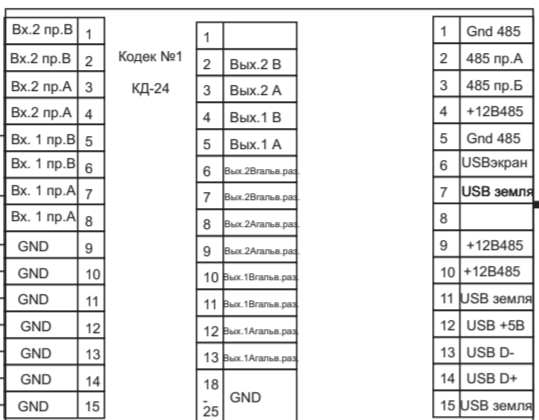 Вх.2 пр.В 1
Вх.2 пр.В 2
Вх.2 пр.А 3
Вх.2 пр.А 4
Вх. 1 пр.В 5
Вх. 1 пр.В 6
Вх. 1 пр.А 7
Вх. 1 пр.А 8
GND 9
GND 10
GND 11
GND 12
GND 13
GND 14
GND 15
Кодек №1
КД-24
1
2 Вых.2 В
3 Вых.2 А
4 Вых.1 В
5 Вых.1 А
6 Вых.2Вгальв.раз.
7 Вых.2Вгальв.раз.
8 Вых.2Агальв.раз.
9 Вых.2Агальв.раз.
10 Вых.1Вгальв.раз.
11 Вых.1Вгальв.раз.
12 Вых.1Агальв.раз.
13 Вых.1Агальв.раз.
18
-
25
GND
1 Gnd 485
2 485 пр.А
3 485 пр.Б
4 +12В485
5 Gnd 485
6 USBэкран
7 USB земля
8
9 +12В485
10 +12В485
11 USB земля
12 USB +5В
13 USB D-
14 USB D+
15 USB земля